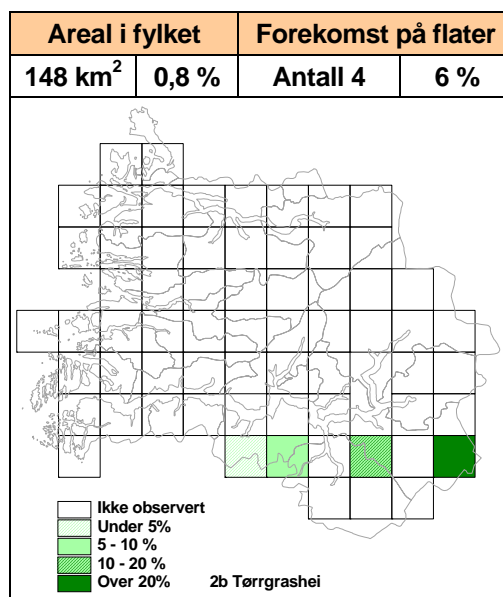 Areal i fylket Forekomst på flater
148 km² 0,8 % Antall 4 6 %
Ikke observert
Under 5%
5 - 10 %
10 - 20 %
Over 20% 2b Tørrgrashei